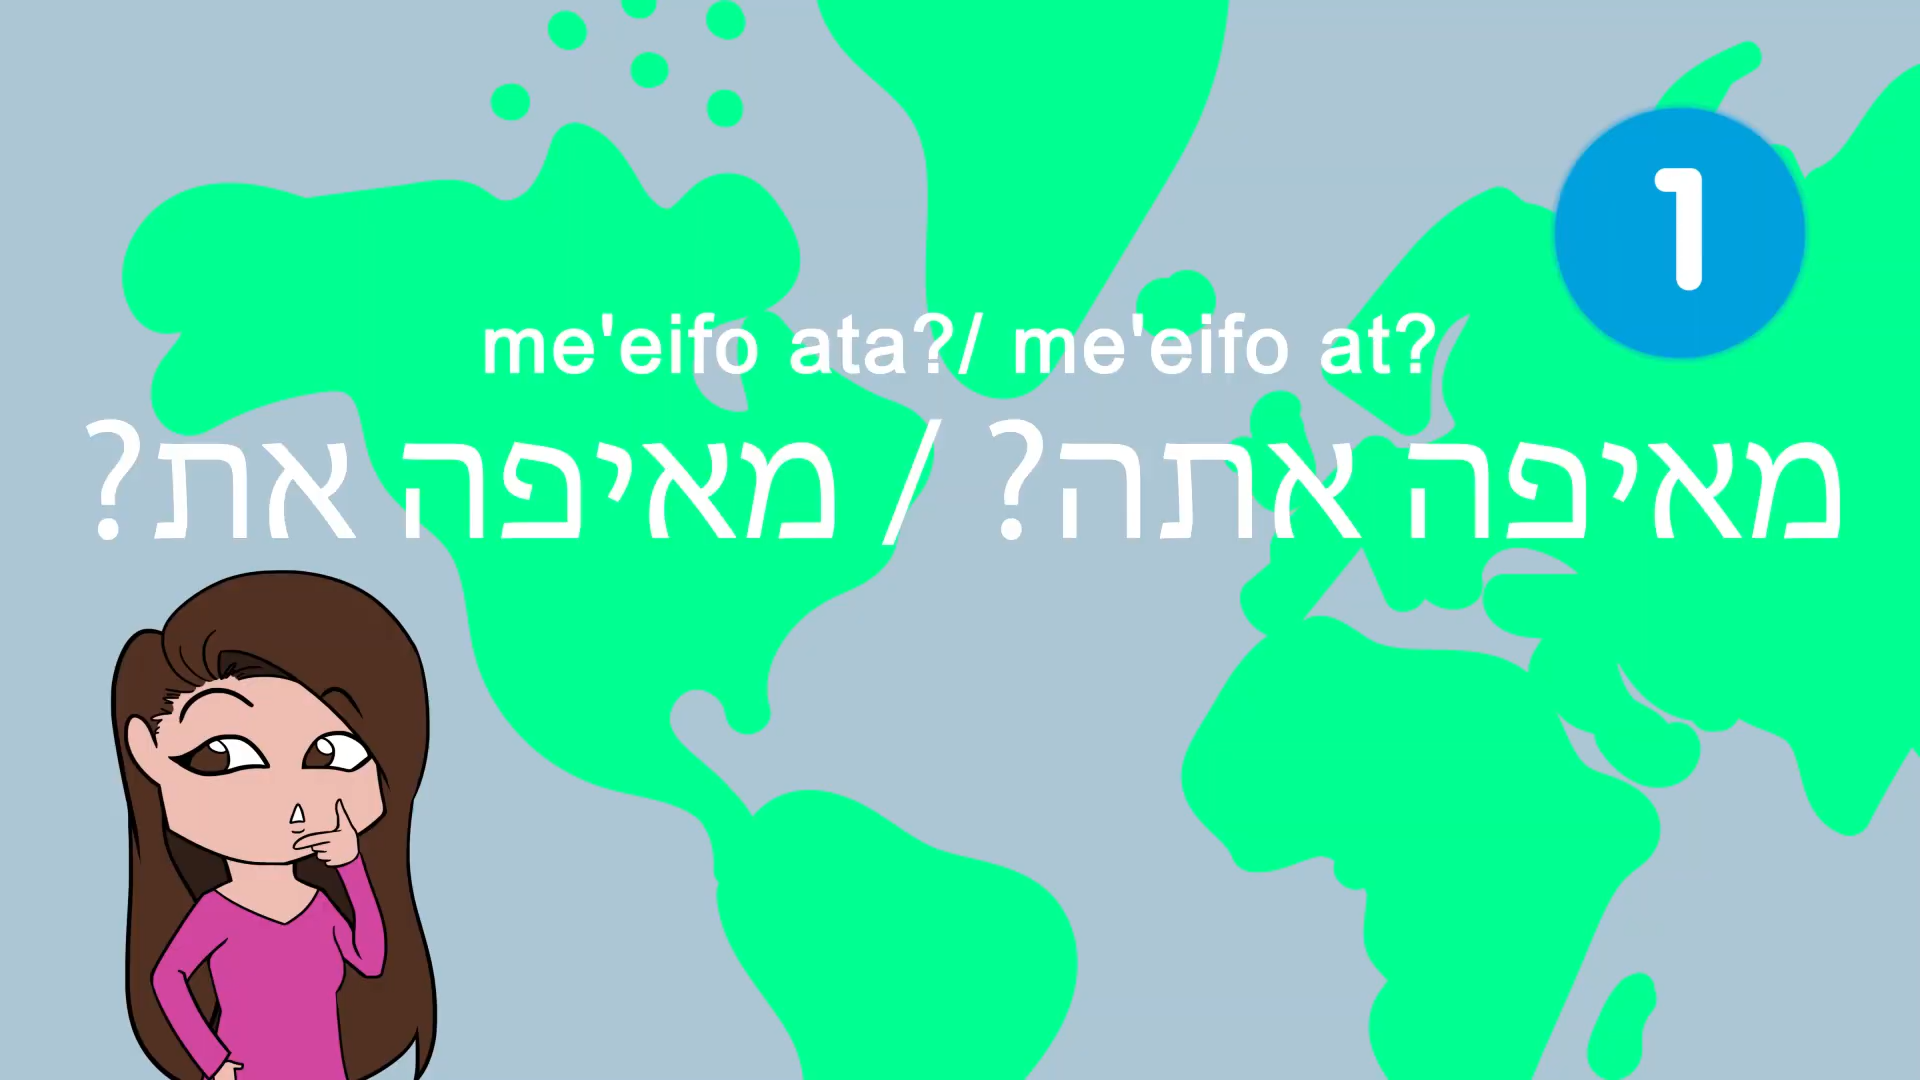 1
me'eifo ata?/ me'eifo at?
מאיפה אתה? / מאיפה את?